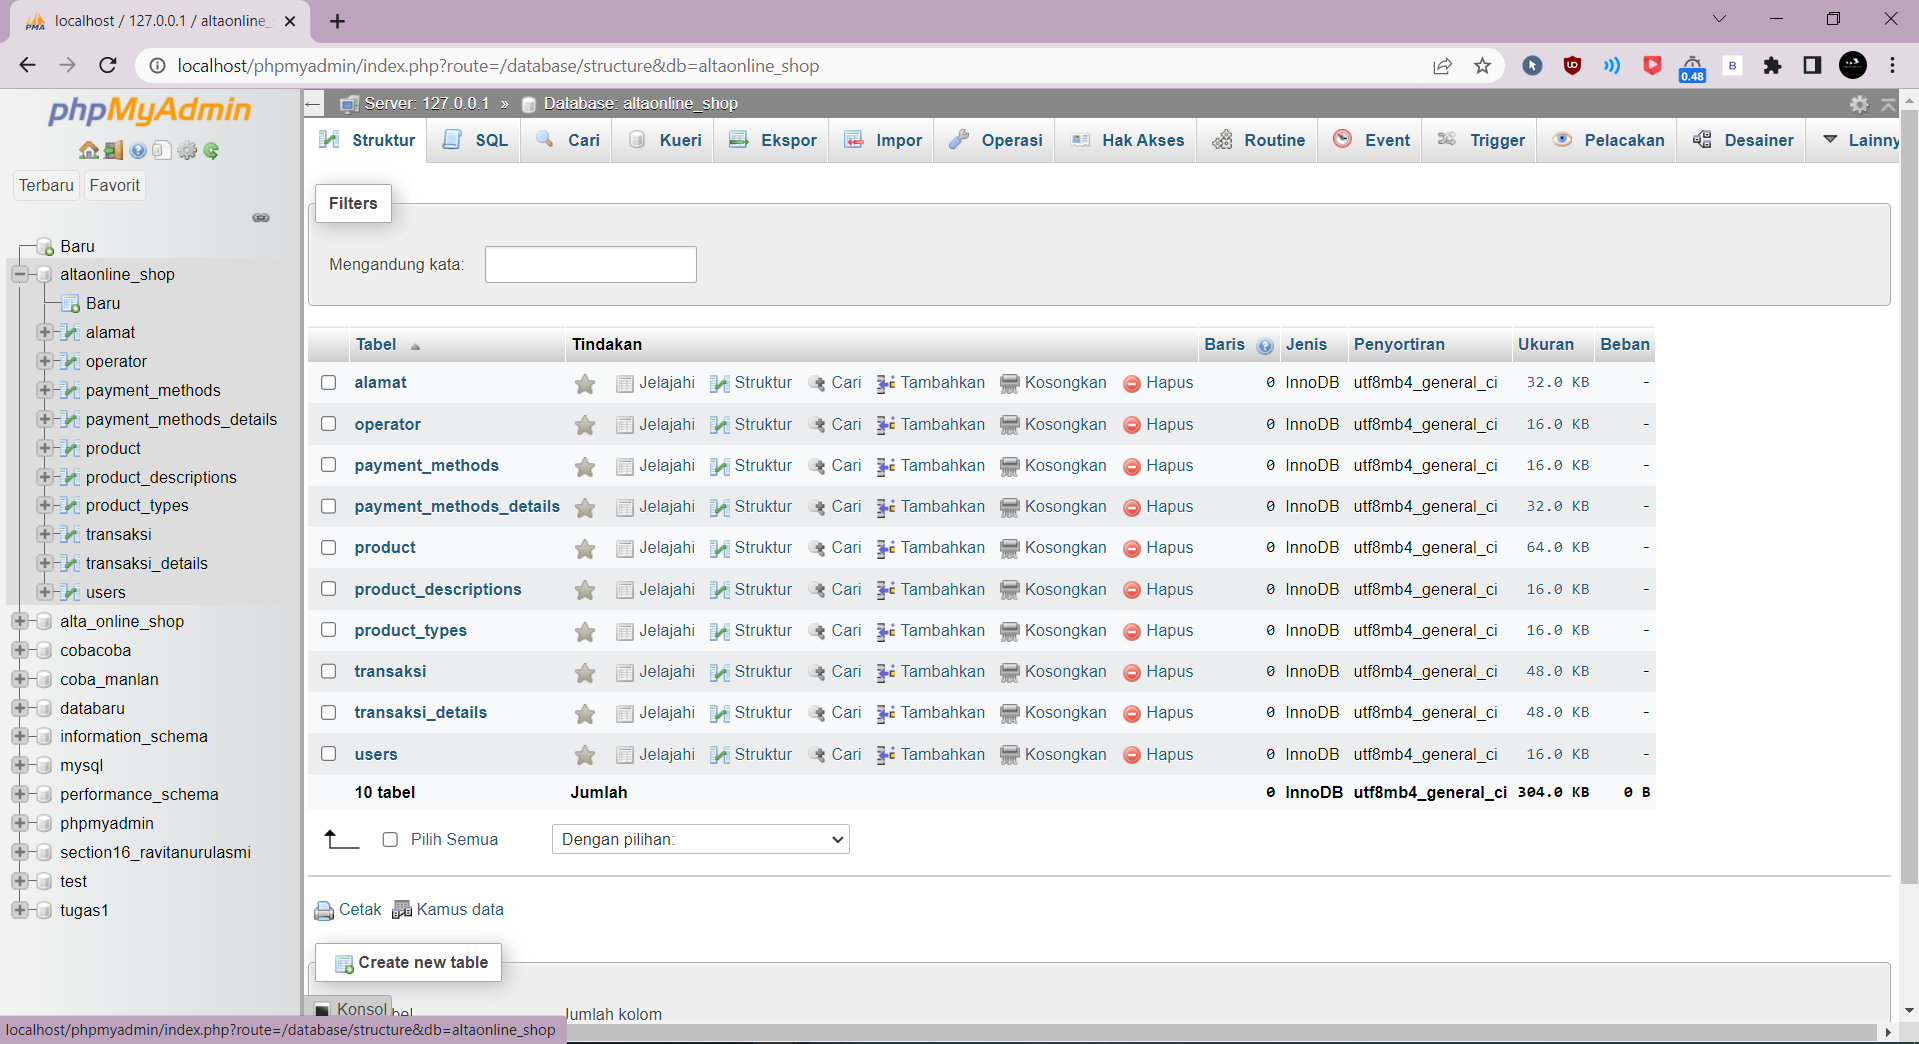 localhost / 127.0.0.1 / altaonline_
localhost/phpmyadmin/index.php?route=/database/structure&db=altaonline_shop
0.48
phpMyAdmin
Terbaru Favorit
Baru
altaonline_shop
Baru
alamat
operator
payment_methods
payment_methods_details
product
product_descriptions
product_types
transaksi
transaksi_details
users
alta_online_shop
cobacoba
coba_manlan
databaru
information_schema
mysql
performance_schema
phpmyadmin
section16_ravitanurulasmi
test
tugas1
Server: 127.0.0.1 » Database: altaonline_shop
Struktur SQL Cari Kueri Ekspor Impor Operasi Hak Akses Routine Event Trigger Pelacakan Desainer Lainny
Filters
Mengandung kata:
Tabel Tindakan Baris Jenis Penyortiran Ukuran Beban
alamat Jelajahi Struktur Cari Tambahkan Kosongkan Hapus 0 InnoDB utf8mb4_general_ci 32.0 KB -
operator Jelajahi Struktur Cari Tambahkan Kosongkan Hapus 0 InnoDB utf8mb4_general_ci 16.0 KB -
payment_methods Jelajahi Struktur Cari Tambahkan Kosongkan Hapus 0 InnoDB utf8mb4_general_ci 16.0 KB -
payment_methods_details Jelajahi Struktur Cari Tambahkan Kosongkan Hapus 0 InnoDB utf8mb4_general_ci 32.0 KB -
product Jelajahi Struktur Cari Tambahkan Kosongkan Hapus 0 InnoDB utf8mb4_general_ci 64.0 KB -
product_descriptions Jelajahi Struktur Cari Tambahkan Kosongkan Hapus 0 InnoDB utf8mb4_general_ci 16.0 KB -
product_types Jelajahi Struktur Cari Tambahkan Kosongkan Hapus 0 InnoDB utf8mb4_general_ci 16.0 KB -
transaksi Jelajahi Struktur Cari Tambahkan Kosongkan Hapus 0 InnoDB utf8mb4_general_ci 48.0 KB -
transaksi_details Jelajahi Struktur Cari Tambahkan Kosongkan Hapus 0 InnoDB utf8mb4_general_ci 48.0 KB -
users Jelajahi Struktur Cari Tambahkan Kosongkan Hapus 0 InnoDB utf8mb4_general_ci 16.0 KB -
10 tabel Jumlah 0 InnoDB utf8mb4_general_ci 304.0 KB 0 B
Pilih Semua Dengan pilihan:
Cetak Kamus data
Create new table
Konsol
bel Jumlah kolom
localhost/phpmyadmin/index.php?route=/database/structure&db=altaonline_shop